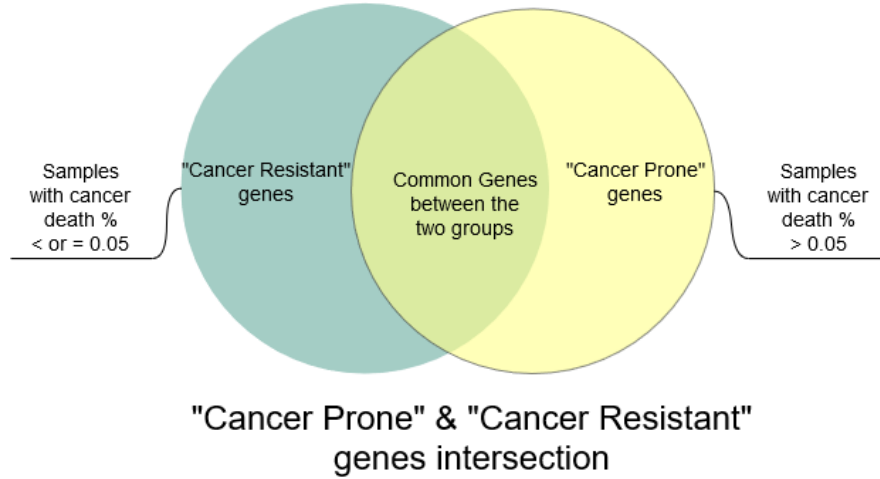 Samples
with cancer
death %
< or = 0.05
"Cancer Resistant"
genes
Common Genes
between the
two groups
"Cancer Prone"
genes
Samples
with cancer
death %
> 0.05
"Cancer Prone" & "Cancer Resistant"
genes intersection